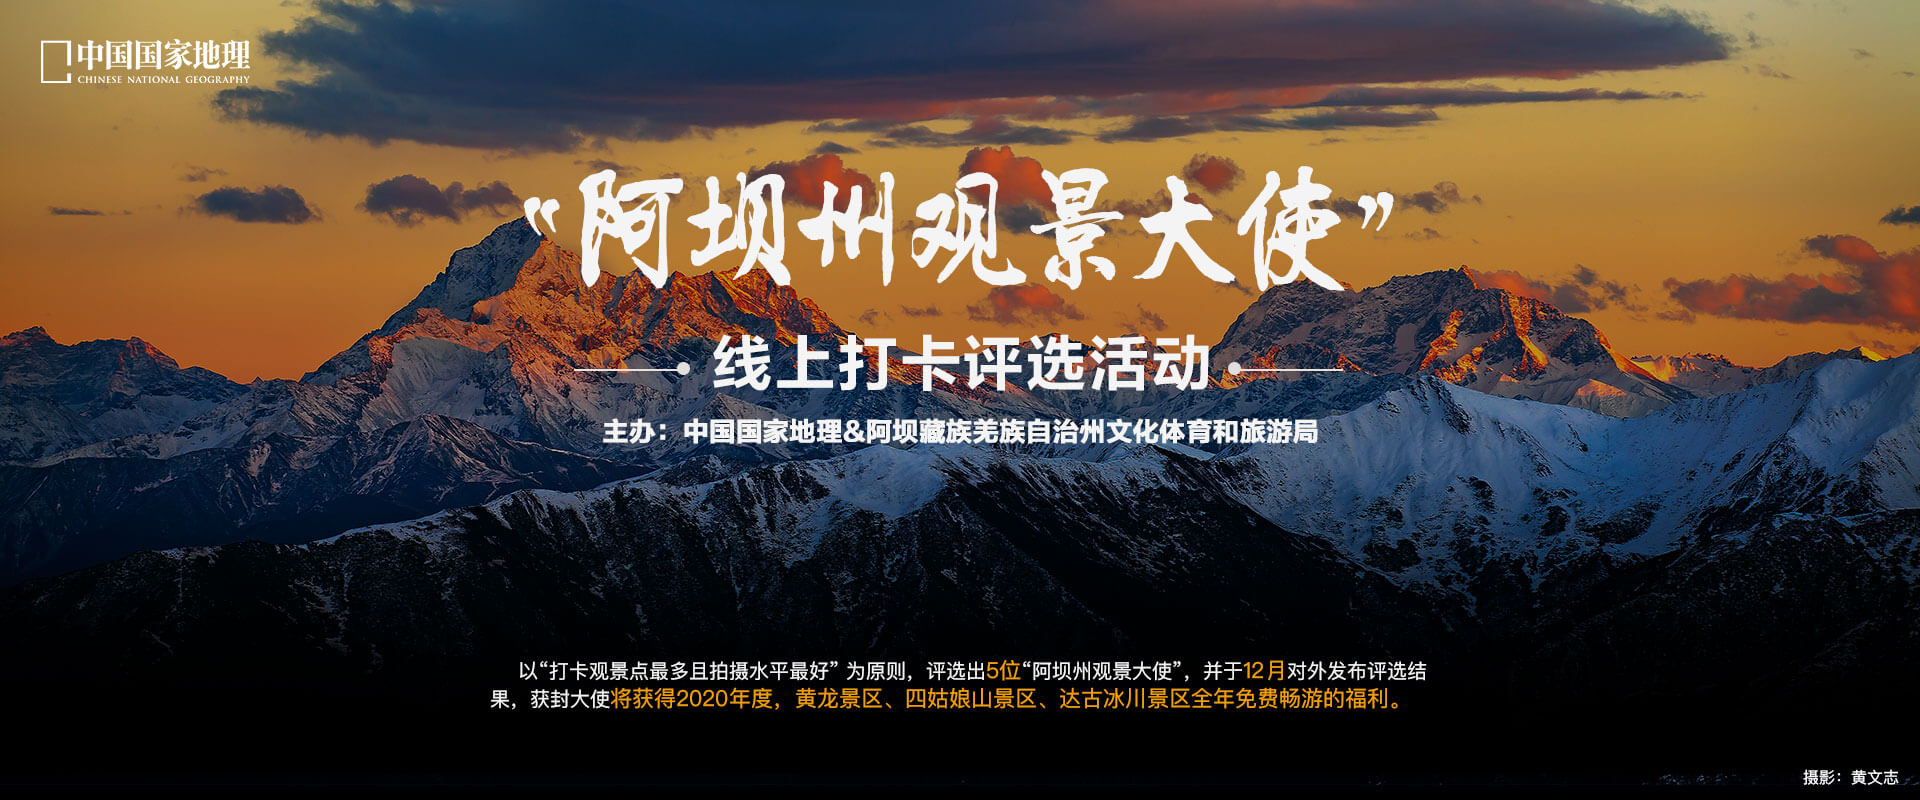 中国国家地理
CHINESE NATIONAL GEOGRAPHY
“阿坝州观景大使”
线上打卡评选活动
主办：中国国家地理&阿坝藏族羌族自治州文化体育和旅游局
以“打卡观景点最多且拍摄水平最好” 为原则，评选出5位“阿坝州观景大使”，并于12月对外发布评选结
果，获封大使将获得2020年度，黄龙景区、四姑娘山景区、达古冰川景区全年免费畅游的福利。
摄影：黄文志